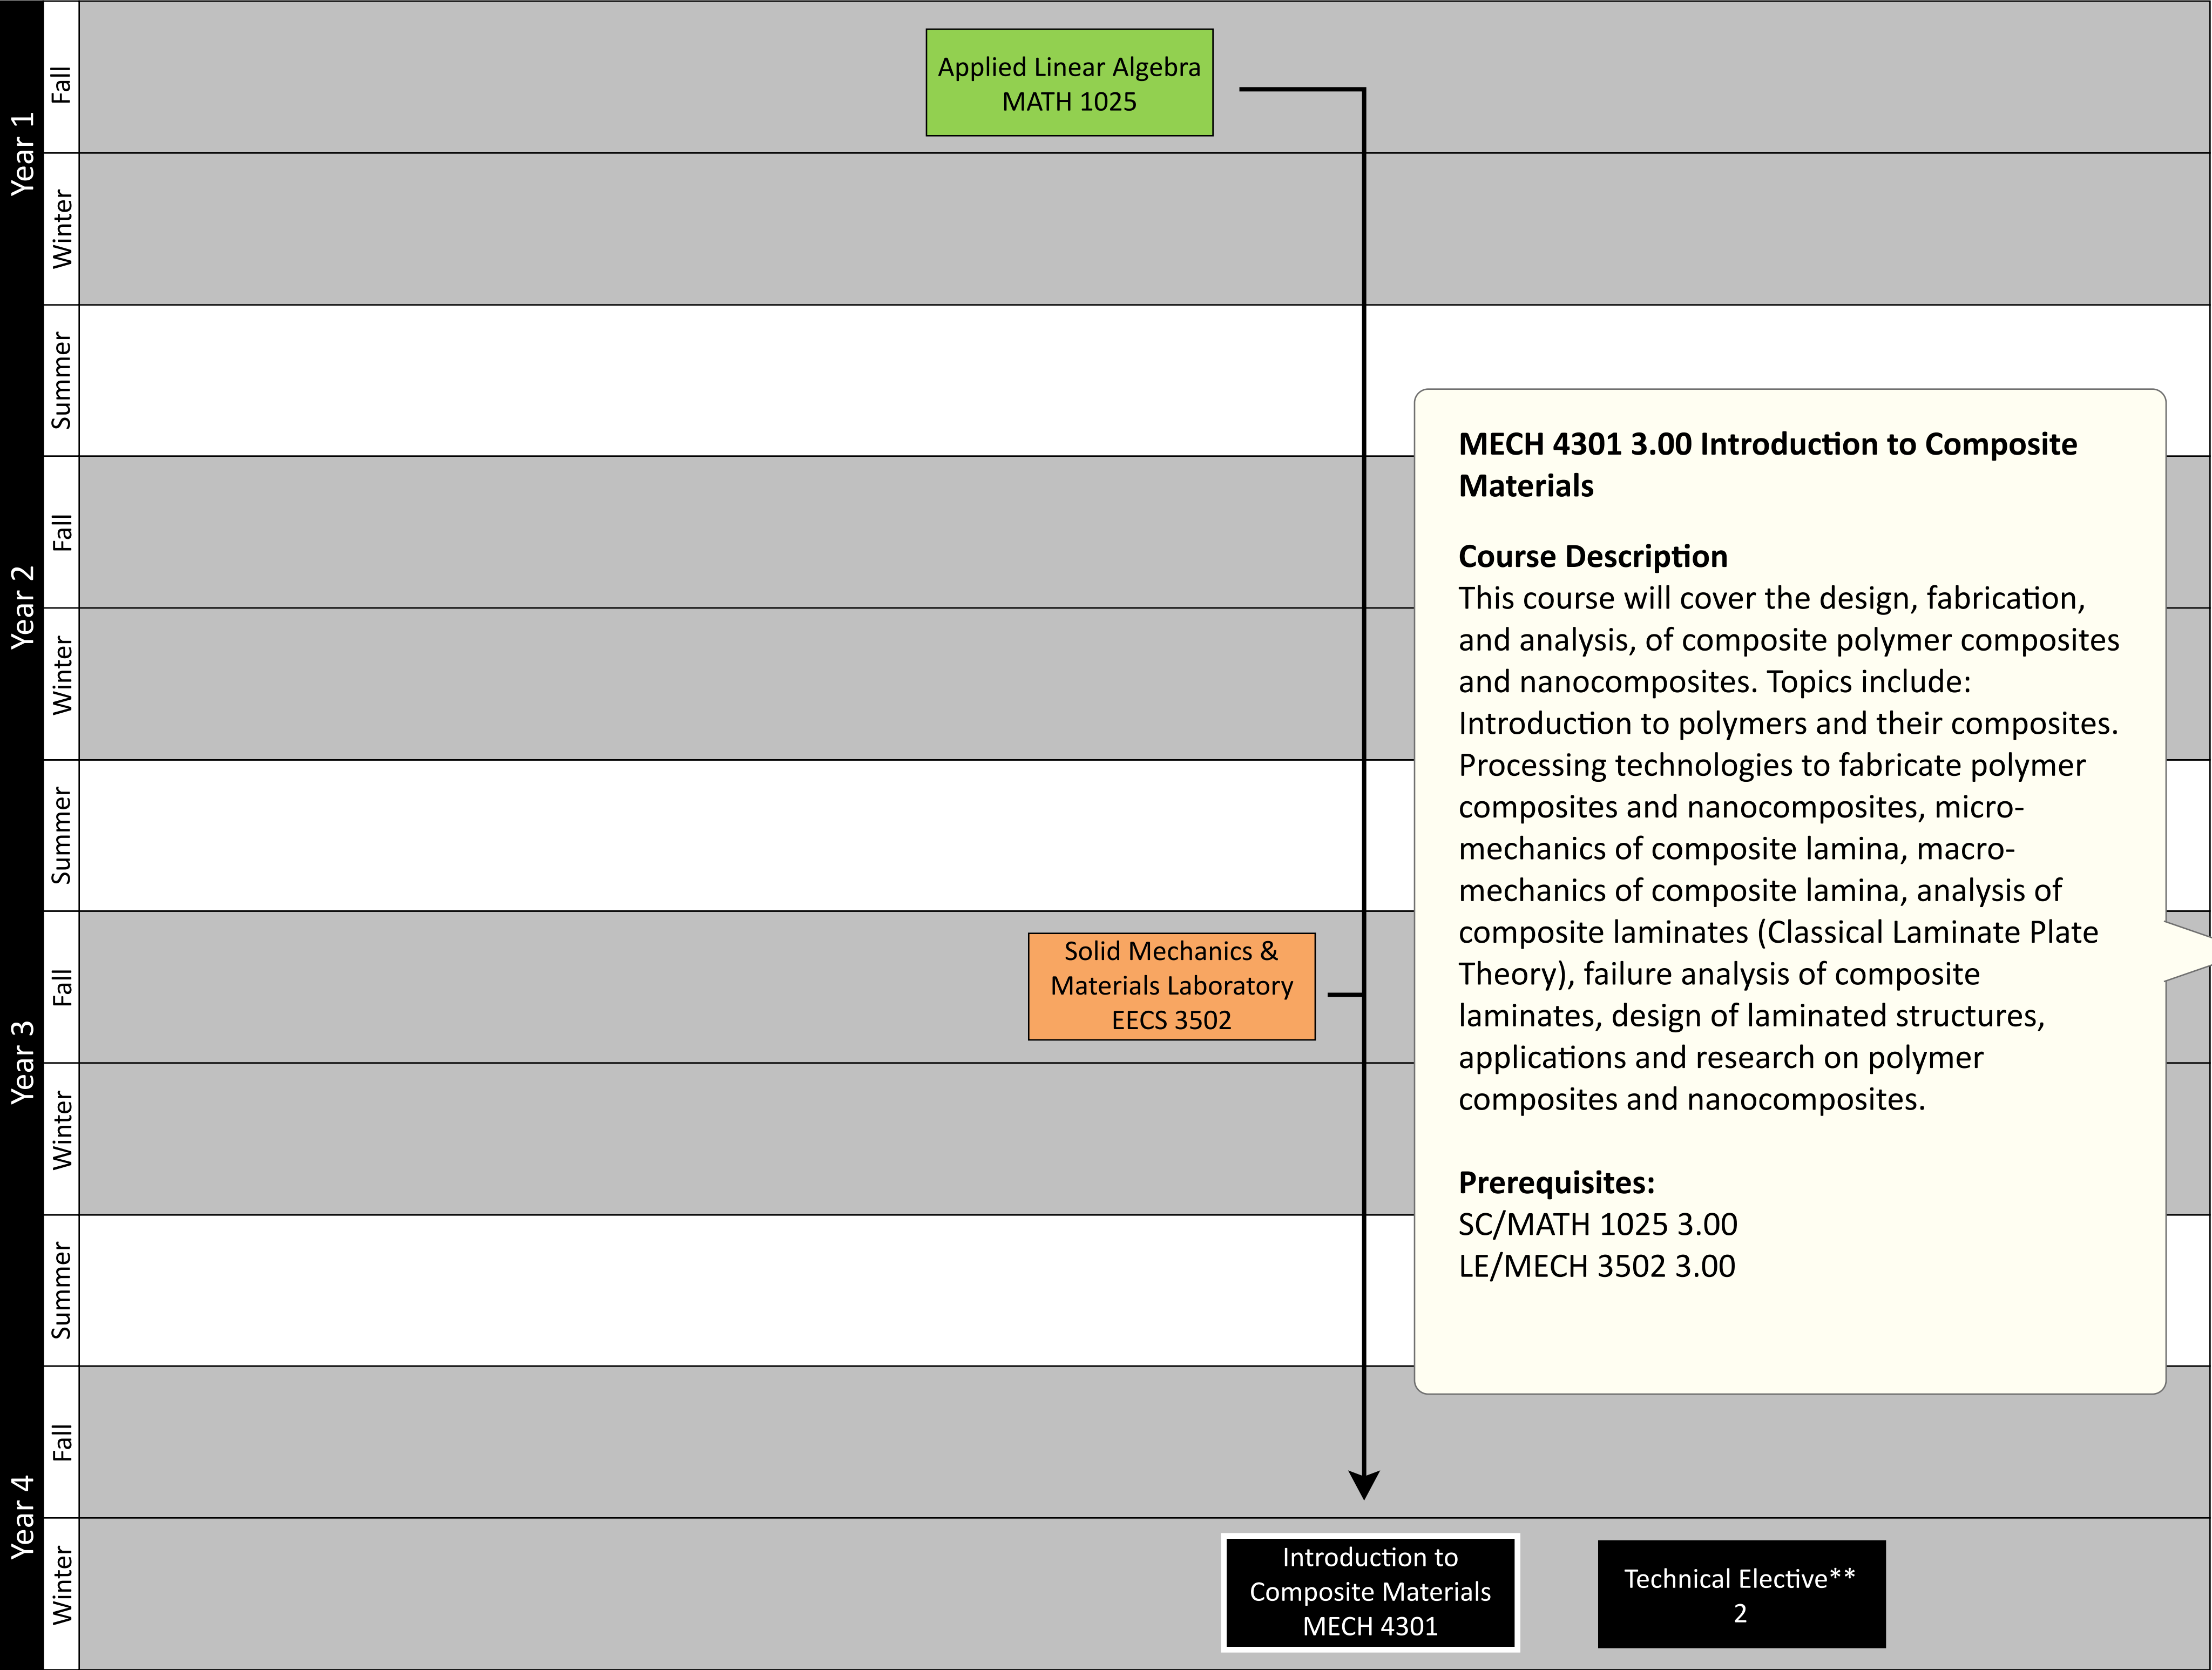 Year 1
Fall
Applied Linear Algebra
MATH 1025
Winter
Summer
Year 2
Fall
Winter
Summer
MECH 4301 3.00 Introduction to Composite
Materials
Course Description
This course will cover the design, fabrication,
and analysis, of composite polymer composites
and nanocomposites. Topics include:
Introduction to polymers and their composites.
Processing technologies to fabricate polymer
composites and nanocomposites, micro-
mechanics of composite lamina, macro-
mechanics of composite lamina, analysis of
composite laminates (Classical Laminate Plate
Theory), failure analysis of composite
laminates, design of laminated structures,
applications and research on polymer
composites and nanocomposites.
Prerequisites:
SC/MATH 1025 3.00
LE/MECH 3502 3.00
Year 3
Fall
Solid Mechanics &
Materials Laboratory
EECS 3502
Winter
Summer
Year 4
Fall
Winter
Introduction to
Composite Materials
MECH 4301
Technical Elective**
2